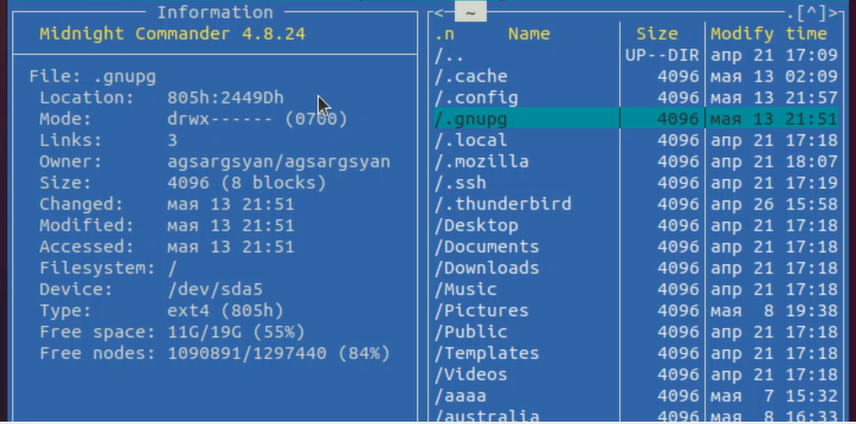 Information
Midnight Commander 4.8.24
File: .gnupg
Location: 805h:2449Dh
Mode: drwx------ (0700)
Links: 3
Owner: agsargsyan/agsargsyan
Size: 4096 (8 blocks)
Changed: мая 13 21:51
Modified: мая 13 21:51
Accessed: мая 13 21:51
Filesystem: /
Device: /dev/sda5
Type: ext4 (805h)
Free space: 11G/19G (55%)
Free nodes: 1090891/1297440 (84%)
<- ~ .[^]>
.n Name Size Modify time
/.. UP--DIR апр 21 17:09
/.cache 4096 мая 13 02:09
/.config 4096 мая 13 21:57
/.gnupg 4096 мая 13 21:51
/.local 4096 апр 21 17:18
/.mozilla 4096 апр 21 18:07
/.ssh 4096 апр 21 17:19
/.thunderbird 4096 апр 26 15:58
/Desktop 4096 апр 21 17:18
/Documents 4096 апр 21 17:18
/Downloads 4096 апр 21 17:18
/Music 4096 апр 21 17:18
/Pictures 4096 мая 8 19:38
/Public 4096 апр 21 17:18
/Templates 4096 апр 21 17:18
/Videos 4096 апр 21 17:18
/aaaa 4096 мая 7 15:32
/australia 4096 мая 8 16:33